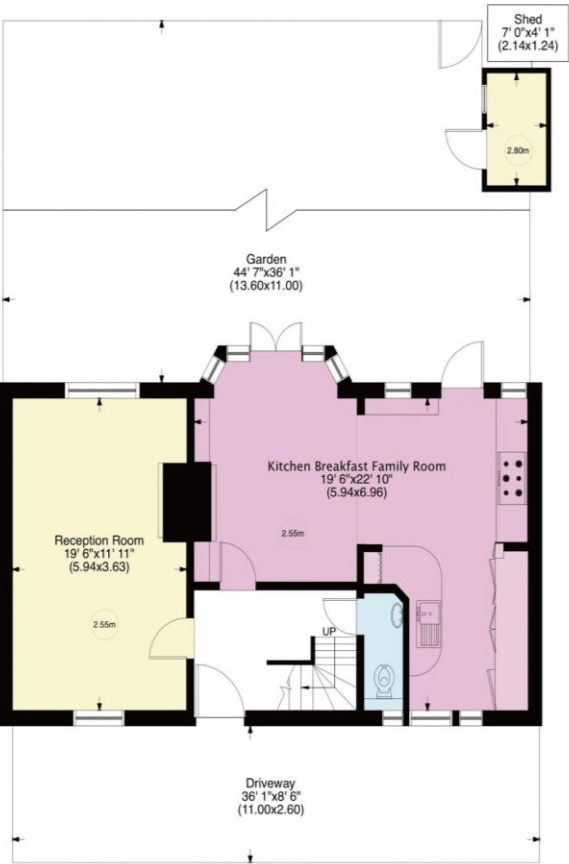 Shed
7' 0"x4' 1"
(2.14x1.24)
2.80m
Garden
44' 7"x36' 1"
(13.60x11.00)
Kitchen Breakfast Family Room
19' 6"x22' 10"
(5.94x6.96)
2.55m
Reception Room
19' 6"x11' 11"
(5.94x3.63)
2.55m
UP
Driveway
36' 1"x8' 6"
(11.00x2.60)